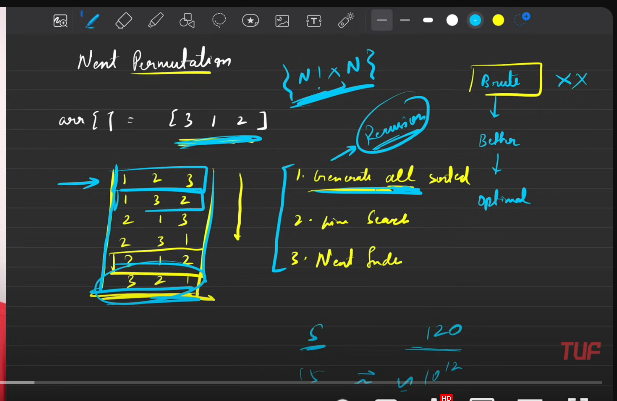 Next Permutation
{ N! × N }
Brute ××
arr[] = [ 3 1 2 ]
Recursion
Better
1 2 3
1. Generate all sorted
1 3 2
optimal
2 1 3
2. Linear Search
2 3 1
3 1 2
3. Next Index
3 2 1
5 120
15 ≈ 10^12
TUF
HD